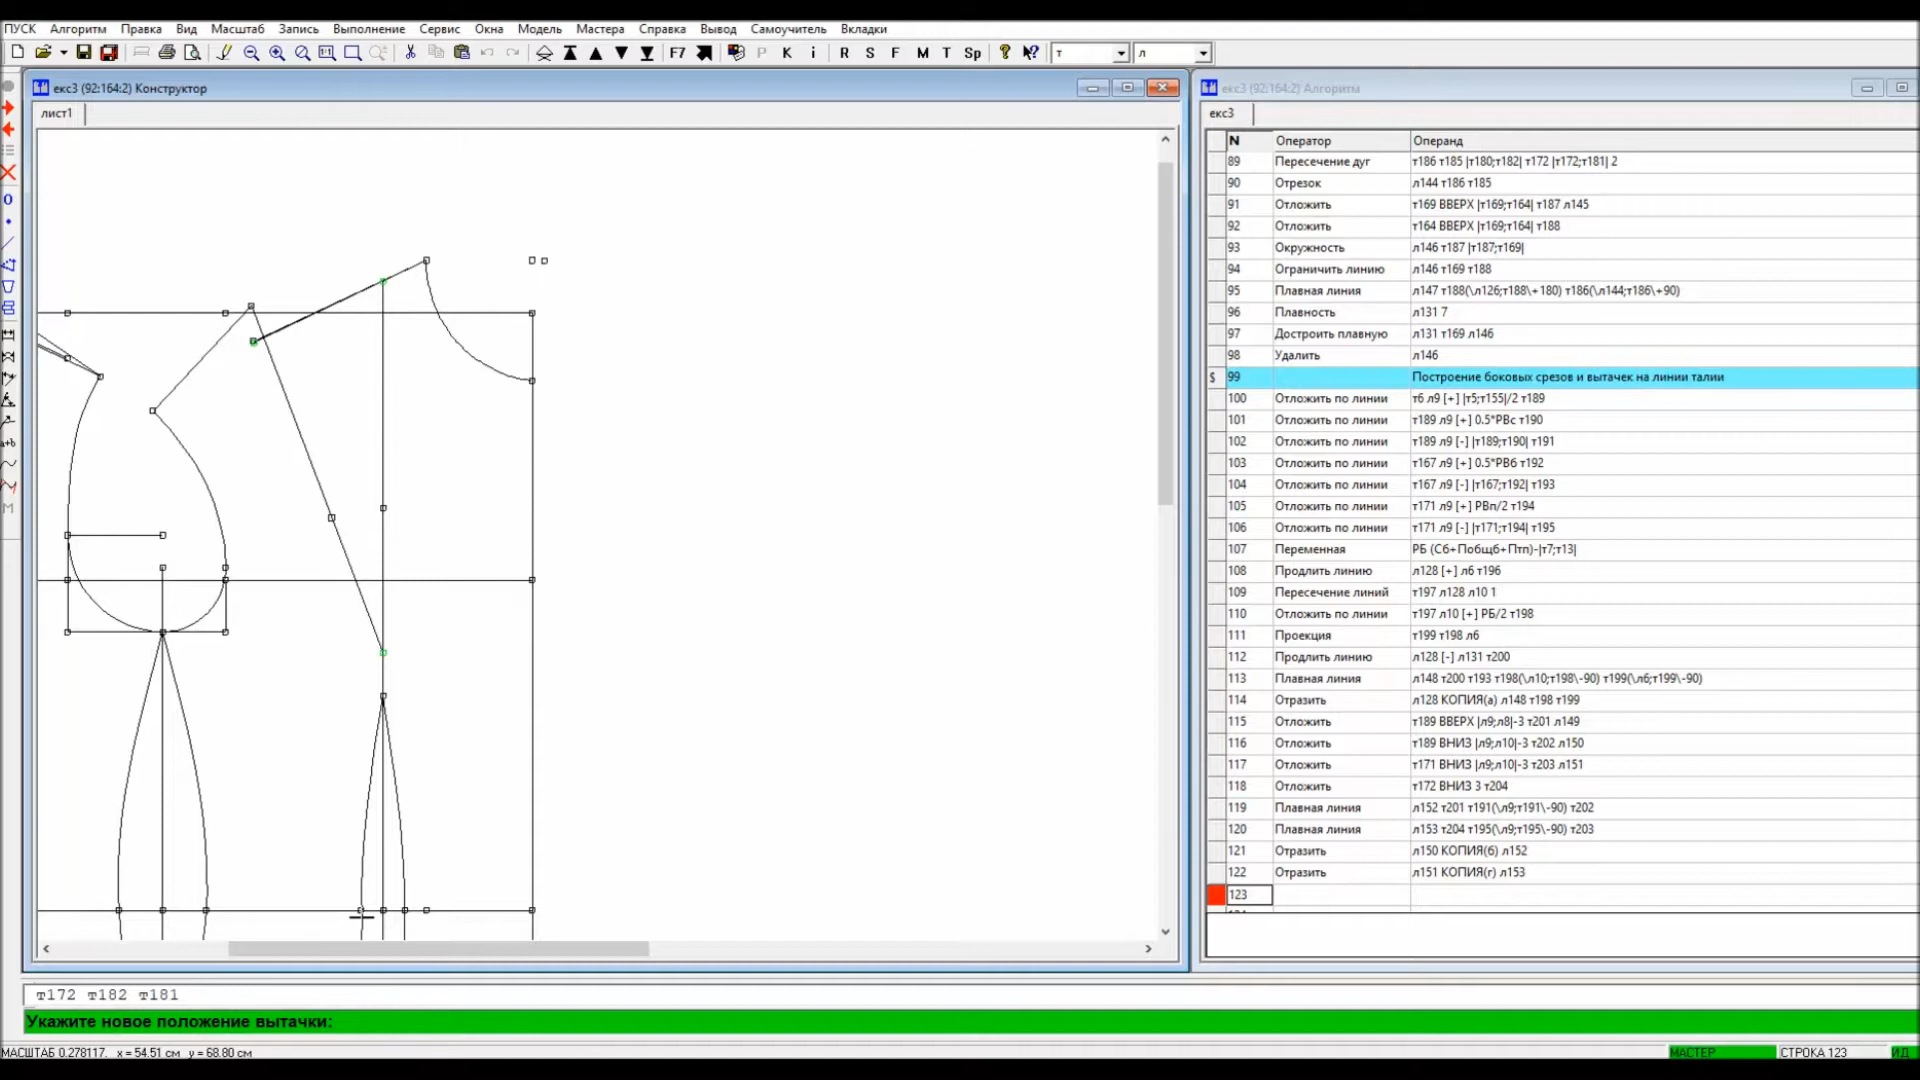 ПУСК Алгоритм Правка Вид Масштаб Запись Выполнение Сервис Окна Модель Мастера Справка Вывод Самоучитель Вкладки
F7 P K i R S F M T Sp т л
екс3 (92:164:2) Конструктор
лист1
екс3 (92:164:2) Алгоритм
екс3
N Оператор Операнд
89 Пересечение дуг т186 т185 |т180;т182| т172 |т172;т181| 2
90 Отрезок л144 т186 т185
91 Отложить т169 ВВЕРХ |т169;т164| т187 л145
92 Отложить т164 ВВЕРХ |т169;т164| т188
93 Окружность л146 т187 |т187;т169|
94 Ограничить линию л146 т169 т188
95 Плавная линия л147 т188(\л126;т188\+180) т186(\л144;т186\+90)
96 Плавность л131 7
97 Достроить плавную л131 т169 л146
98 Удалить л146
$ 99 Построение боковых срезов и вытачек на линии талии
100 Отложить по линии т6 л9 [+] |т5;т155|/2 т189
101 Отложить по линии т189 л9 [+] 0.5*РВс т190
102 Отложить по линии т189 л9 [-] |т189;т190| т191
103 Отложить по линии т167 л9 [+] 0.5*РВб т192
104 Отложить по линии т167 л9 [-] |т167;т192| т193
105 Отложить по линии т171 л9 [+] РВп/2 т194
106 Отложить по линии т171 л9 [-] |т171;т194| т195
107 Переменная РБ (Сб+Побщб+Птп)-|т7;т13|
108 Продлить линию л128 [+] л6 т196
109 Пересечение линий т197 л128 л10 1
110 Отложить по линии т197 л10 [+] РБ/2 т198
111 Проекция т199 т198 л6
112 Продлить линию л128 [-] л131 т200
113 Плавная линия л148 т200 т193 т198(\л10;т198\-90) т199(\л6;т199\-90)
114 Отразить л128 КОПИЯ(а) л148 т198 т199
115 Отложить т189 ВВЕРХ |л9;л8|-3 т201 л149
116 Отложить т189 ВНИЗ |л9;л10|-3 т202 л150
117 Отложить т171 ВНИЗ |л9;л10|-3 т203 л151
118 Отложить т172 ВНИЗ 3 т204
119 Плавная линия л152 т201 т191(\л9;т191\-90) т202
120 Плавная линия л153 т204 т195(\л9;т195\-90) т203
121 Отразить л150 КОПИЯ(б) л152
122 Отразить л151 КОПИЯ(г) л153
123
т172 т182 т181
Укажите новое положение вытачки:
МАСШТАБ 0.278117. x = 54.51 см y = 68.80 см МАСТЕР СТРОКА 123 ИД